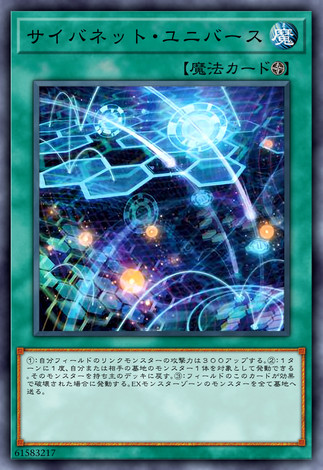 サイバネット・ユニバース
魔
【魔法カード】
①:自分フィールドのリンクモンスターの攻撃力は300アップする。②:1タ
ーンに1度、自分または相手の墓地のモンスター1体を対象として発動できる
。そのモンスターを持ち主のデッキに戻す。③:フィールドのこのカードが効果
で破壊された場合に発動する。EXモンスターゾーンのモンスターを全て墓地へ
送る。
61583217